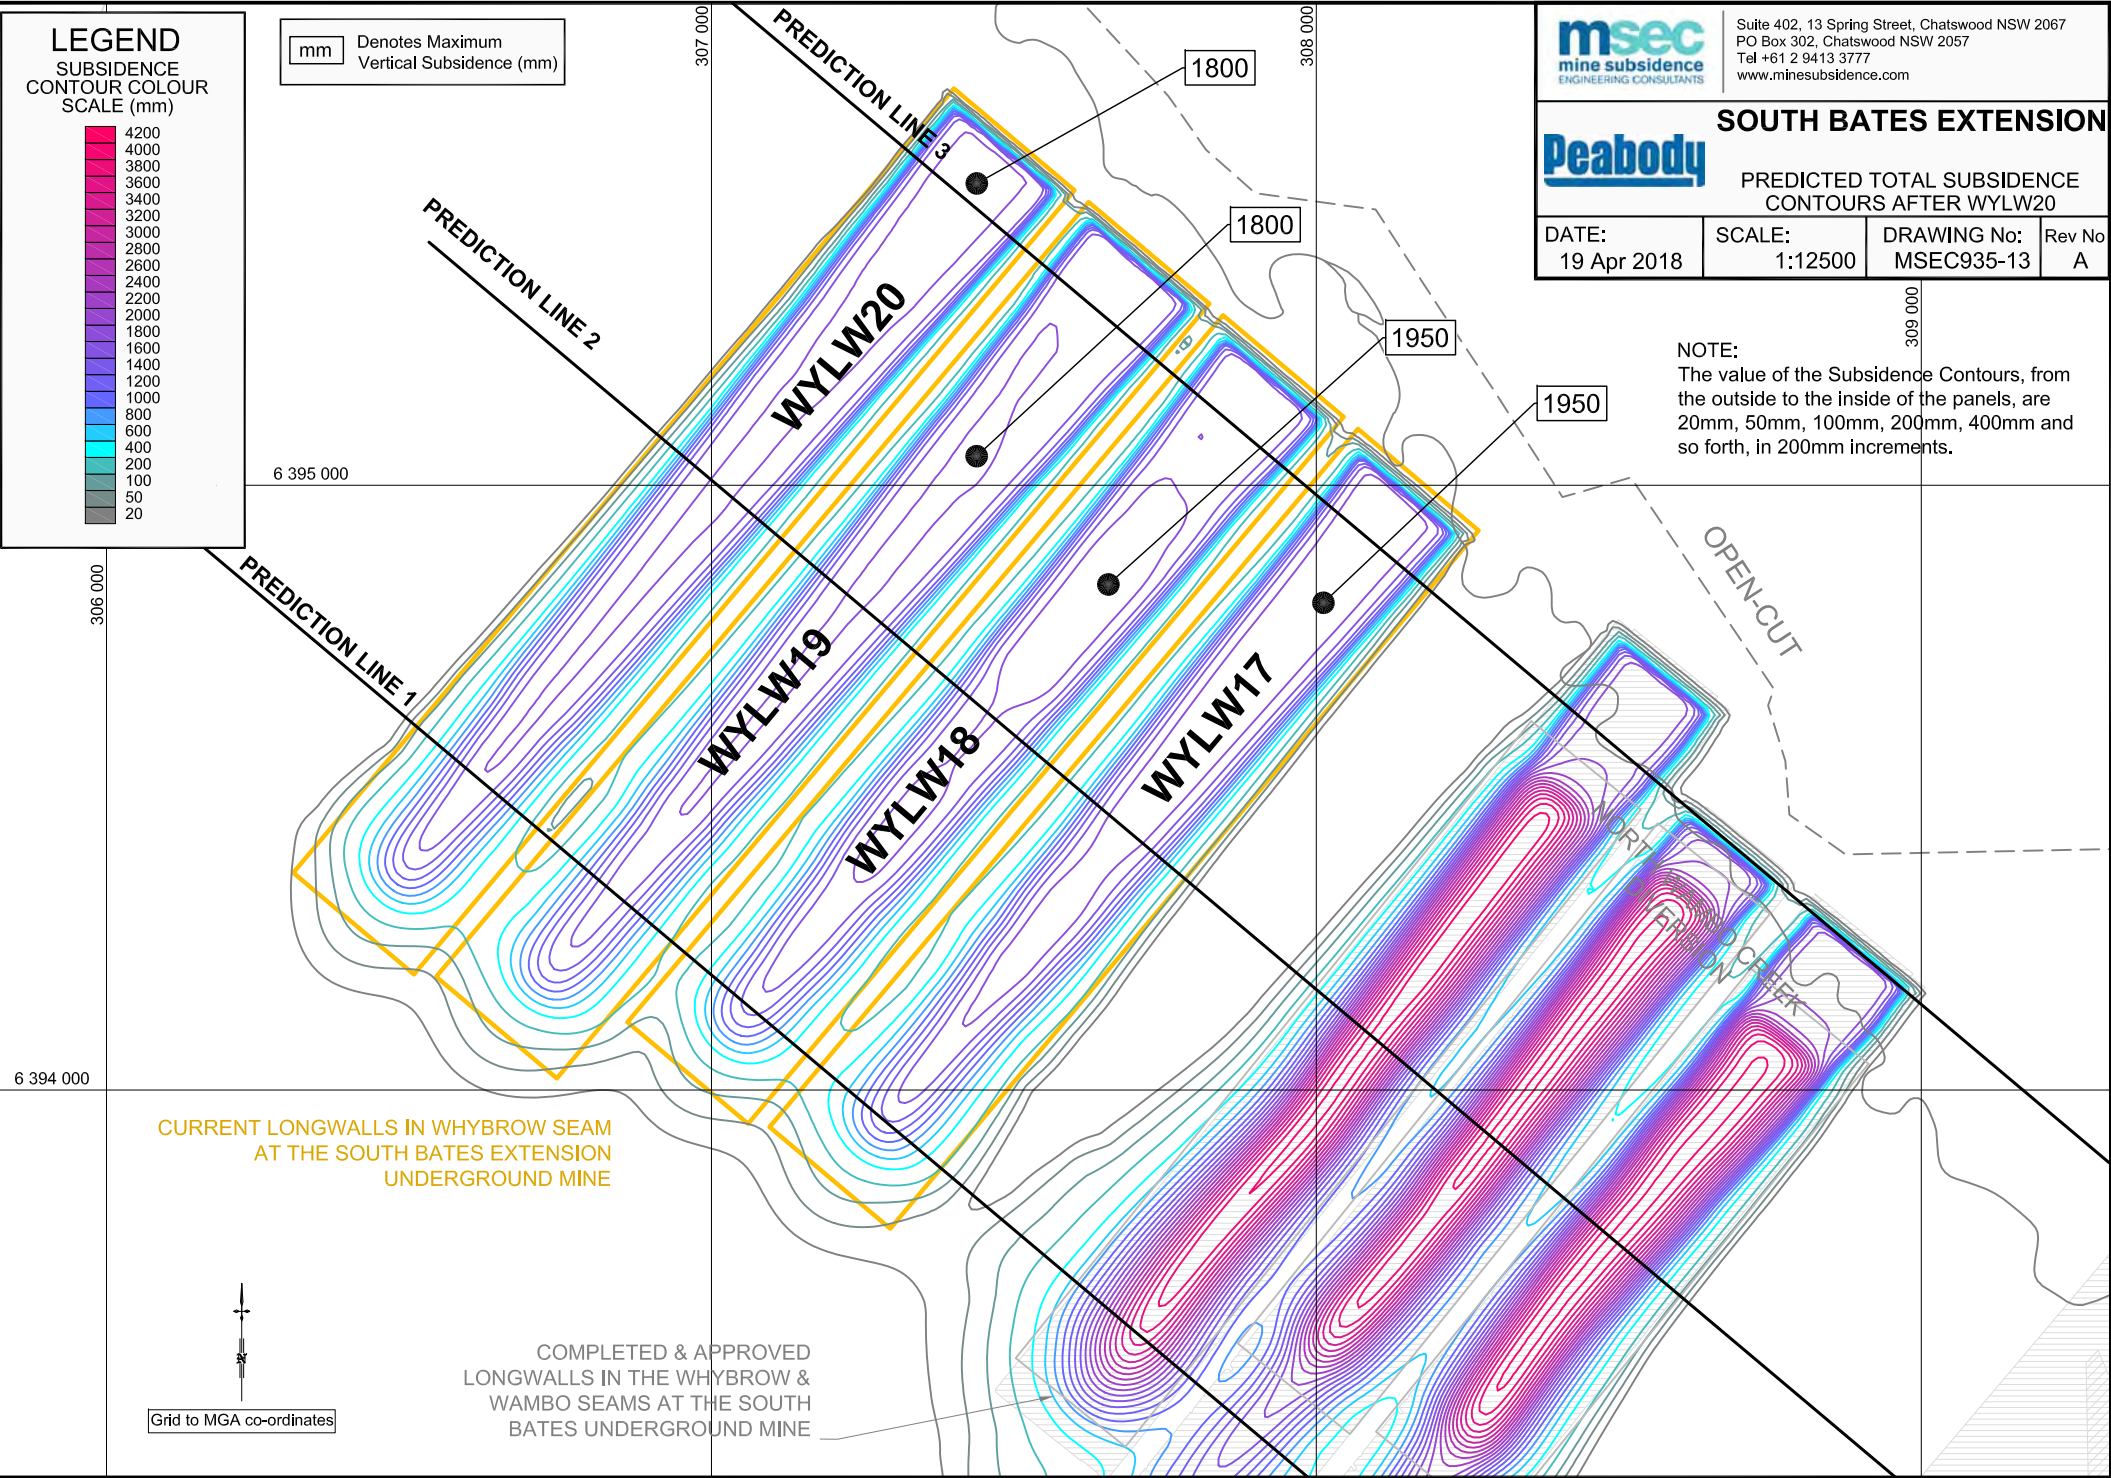 LEGEND
SUBSIDENCE
CONTOUR COLOUR
SCALE (mm)
4200
4000
3800
3600
3400
3200
3000
2800
2600
2400
2200
2000
1800
1600
1400
1200
1000
800
600
400
200
100
50
20
mm
Denotes Maximum
Vertical Subsidence (mm)
307 000
308 000
PREDICTION LINE 3
1800
PREDICTION LINE 2
1800
1950
1950
msec
mine subsidence
ENGINEERING CONSULTANTS
Suite 402, 13 Spring Street, Chatswood NSW 2067
PO Box 302, Chatswood NSW 2057
Tel +61 2 9413 3777
www.minesubsidence.com
Peabody
SOUTH BATES EXTENSION
PREDICTED TOTAL SUBSIDENCE
CONTOURS AFTER WYLW20
DATE:
19 Apr 2018
SCALE:
1:12500
DRAWING No:
MSEC935-13
Rev No
A
309 000
NOTE:
The value of the Subsidence Contours, from
the outside to the inside of the panels, are
20mm, 50mm, 100mm, 200mm, 400mm and
so forth, in 200mm increments.
WYLW20
6 395 000
306 000
PREDICTION LINE 1
OPEN-CUT
WYLW19
WYLW18
WYLW17
NORTH WAMBO CREEK
DIVERSION
6 394 000
CURRENT LONGWALLS IN WHYBROW SEAM
AT THE SOUTH BATES EXTENSION
UNDERGROUND MINE
COMPLETED & APPROVED
LONGWALLS IN THE WHYBROW &
WAMBO SEAMS AT THE SOUTH
BATES UNDERGROUND MINE
N
Grid to MGA co-ordinates